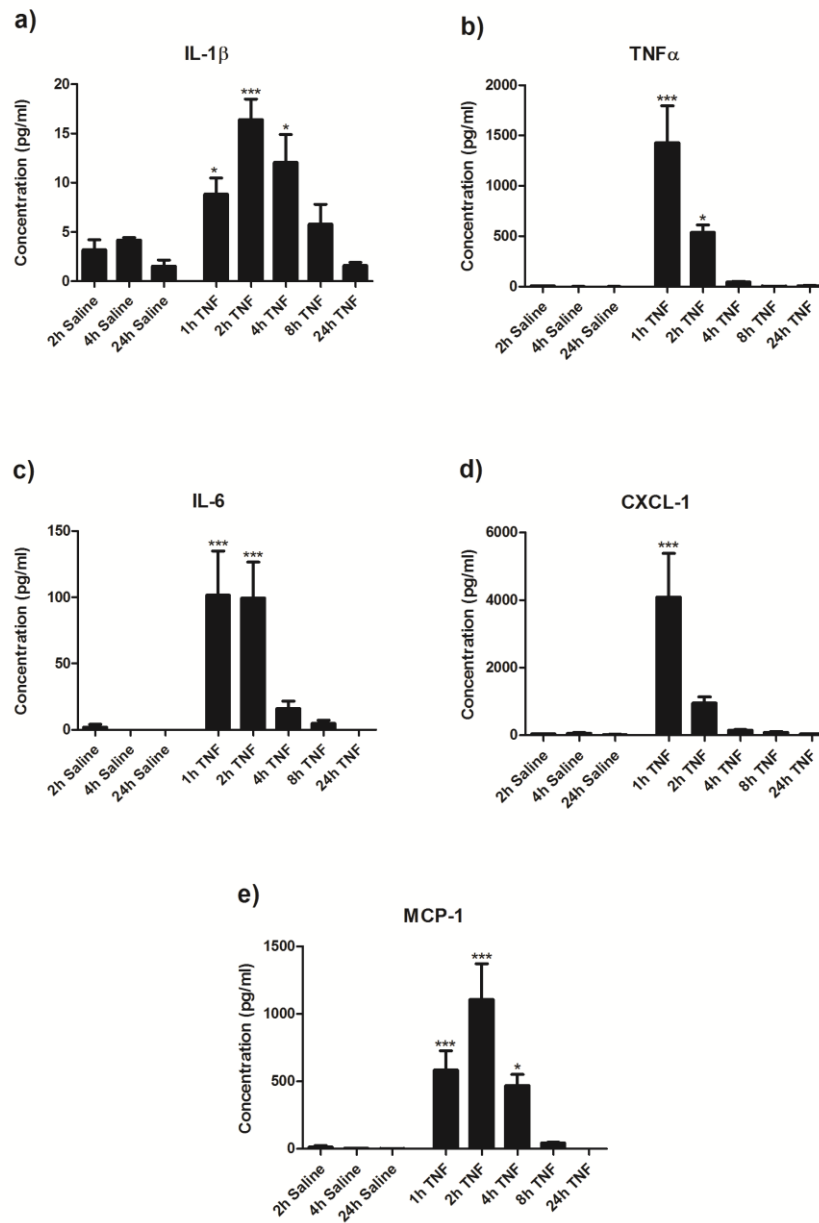 a)
IL-1β
Concentration (pg/ml)
20
15
10
5
0
*
***
*
2h Saline
4h Saline
24h Saline
1h TNF
2h TNF
4h TNF
8h TNF
24h TNF
b)
TNFα
Concentration (pg/ml)
2000
1500
1000
500
0
***
*
2h Saline
4h Saline
24h Saline
1h TNF
2h TNF
4h TNF
8h TNF
24h TNF
c)
IL-6
Concentration (pg/ml)
150
100
50
0
***
***
2h Saline
4h Saline
24h Saline
1h TNF
2h TNF
4h TNF
8h TNF
24h TNF
d)
CXCL-1
Concentration (pg/ml)
6000
4000
2000
0
***
2h Saline
4h Saline
24h Saline
1h TNF
2h TNF
4h TNF
8h TNF
24h TNF
e)
MCP-1
Concentration (pg/ml)
1500
1000
500
0
***
***
*
2h Saline
4h Saline
24h Saline
1h TNF
2h TNF
4h TNF
8h TNF
24h TNF